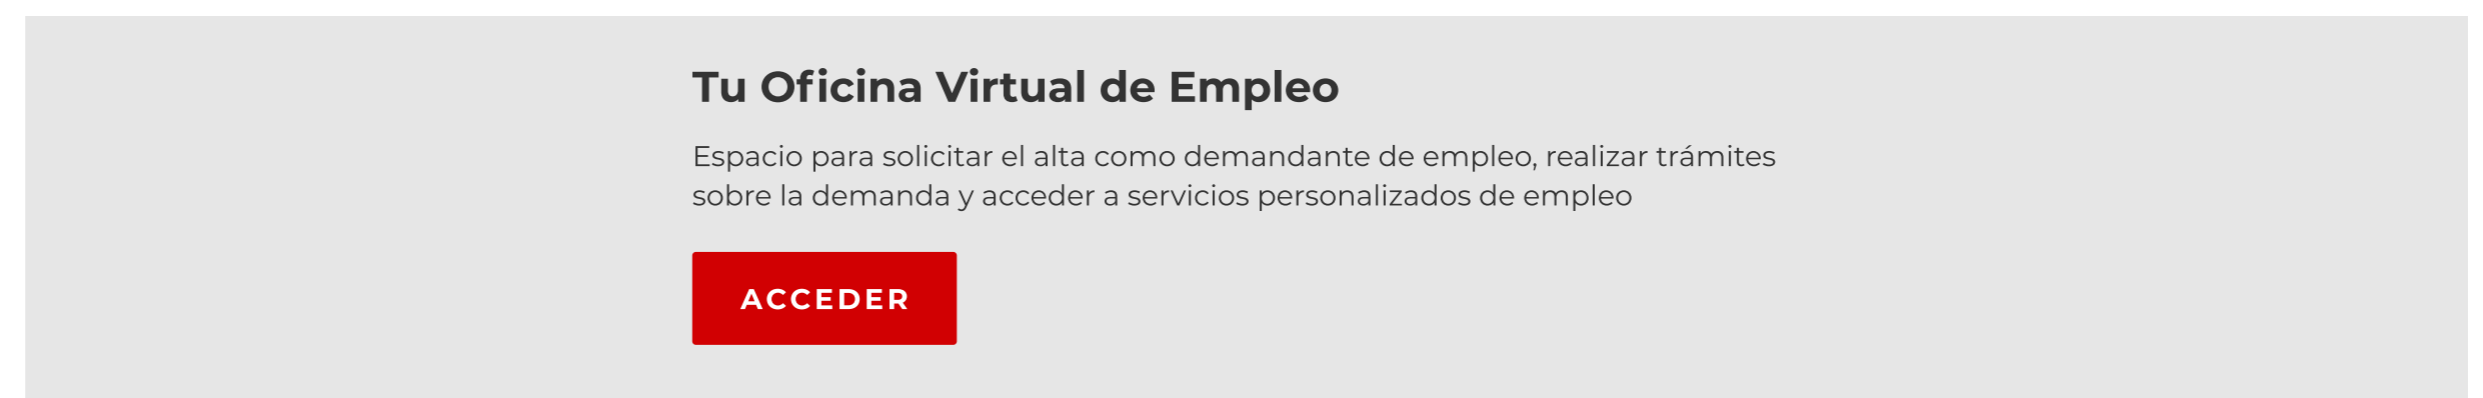 Tu Oficina Virtual de Empleo
Espacio para solicitar el alta como demandante de empleo, realizar trámites
sobre la demanda y acceder a servicios personalizados de empleo
ACCEDER